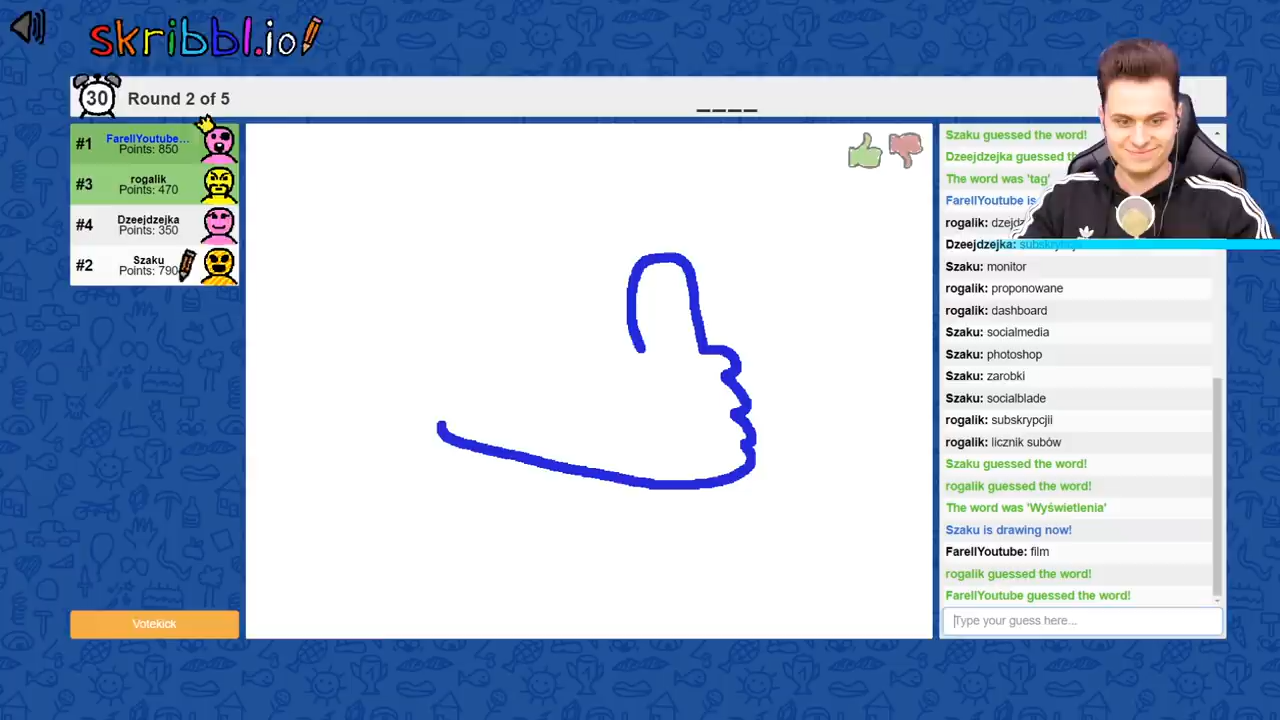 skribbl.io
30
Round 2 of 5
____
#1
FarellYoutube...
Points: 850
#3
rogalik
Points: 470
#4
Dzeejdzejka
Points: 350
#2
Szaku
Points: 790
Votekick
Szaku guessed the word!
Dzeejdzejka guessed
The word was 'tag'
FarellYoutube is
rogalik:
Dzeejdzejka: subskrybcje
Szaku: monitor
rogalik: proponowane
rogalik: dashboard
Szaku: socialmedia
Szaku: photoshop
Szaku: zarobki
Szaku: socialblade
rogalik: subskrypcjii
rogalik: licznik subów
Szaku guessed the word!
rogalik guessed the word!
The word was 'Wyświetlenia'
Szaku is drawing now!
FarellYoutube: film
rogalik guessed the word!
FarellYoutube guessed the word!
Type your guess here...